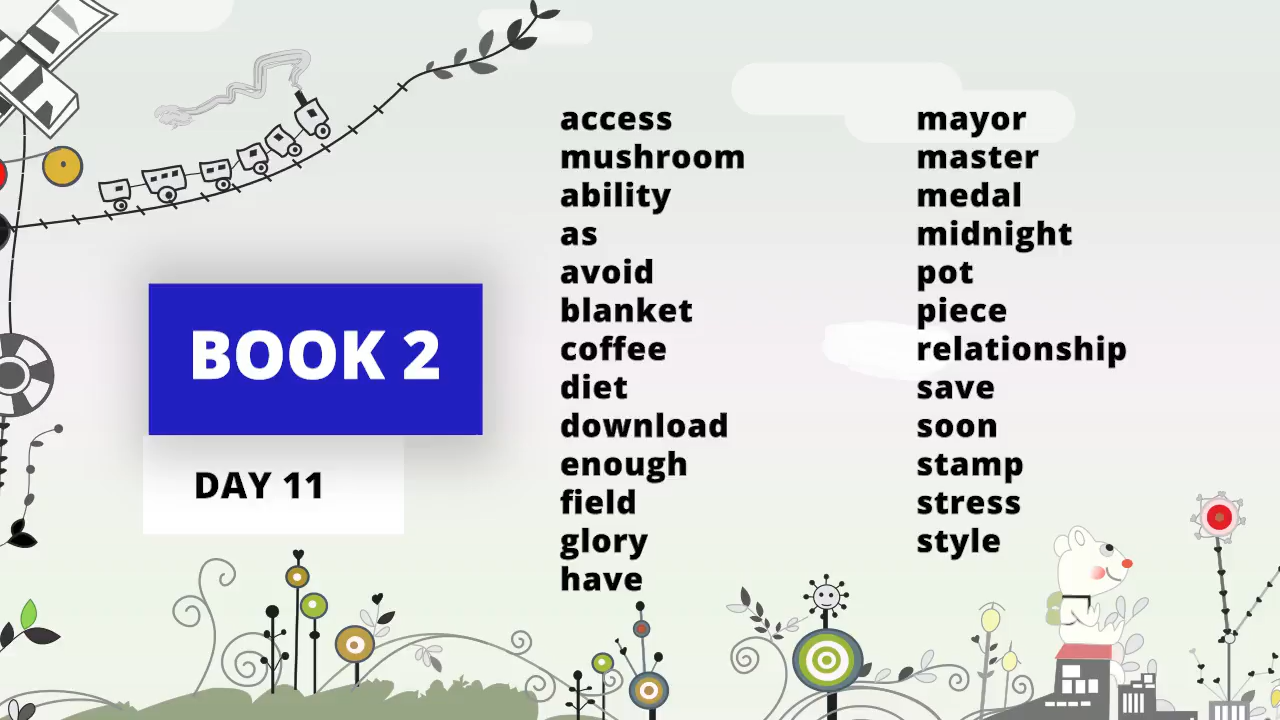 BOOK 2
DAY 11
access
mushroom
ability
as
avoid
blanket
coffee
diet
download
enough
field
glory
have
mayor
master
medal
midnight
pot
piece
relationship
save
soon
stamp
stress
style